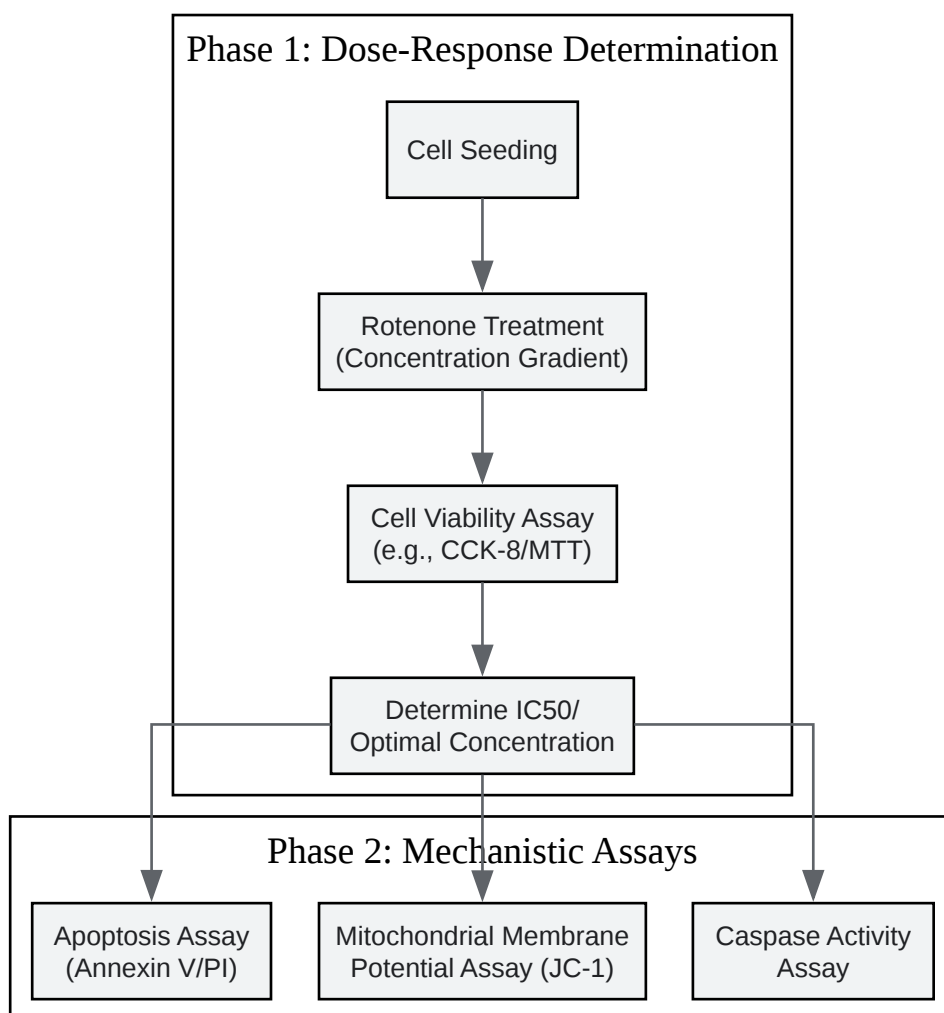 Phase 1: Dose-Response Determination
Cell Seeding
Rotenone Treatment
(Concentration Gradient)
Cell Viability Assay
(e.g., CCK-8/MTT)
Determine IC50/
Optimal Concentration
Phase 2: Mechanistic Assays
Apoptosis Assay
(Annexin V/PI)
Mitochondrial Membrane
Potential Assay (JC-1)
Caspase Activity
Assay